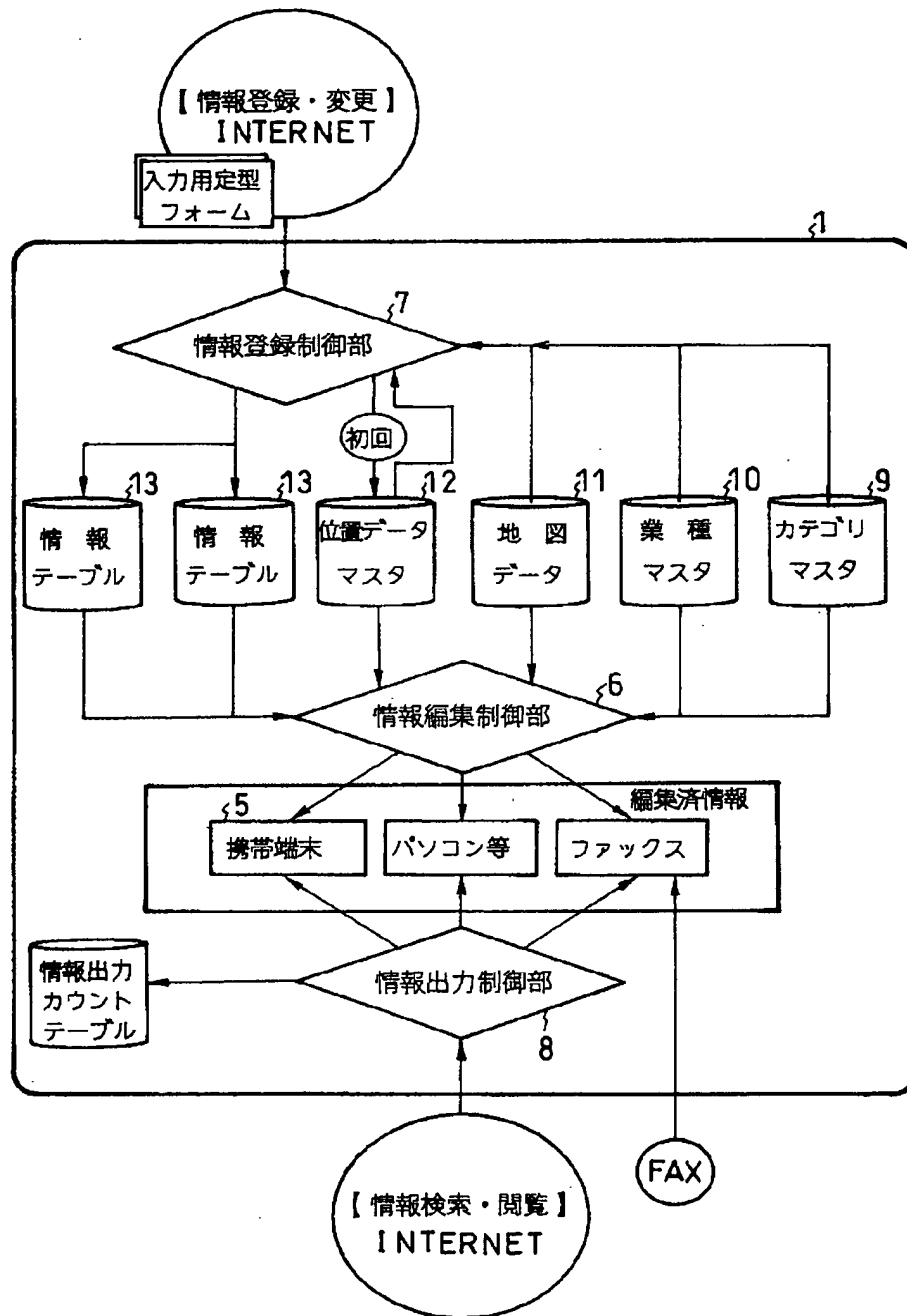 【情報登録・変更】
INTERNET
入力用定型
フォーム
1
7
情報登録制御部
初回
13
13
12
11
10
9
情報
テーブル
情報
テーブル
位置データ
マスタ
地図
データ
業種
マスタ
カテゴリ
マスタ
6
情報編集制御部
編集済情報
5
携帯端末
パソコン等
ファックス
情報出力
カウント
テーブル
情報出力制御部
8
FAX
【情報検索・閲覧】
INTERNET